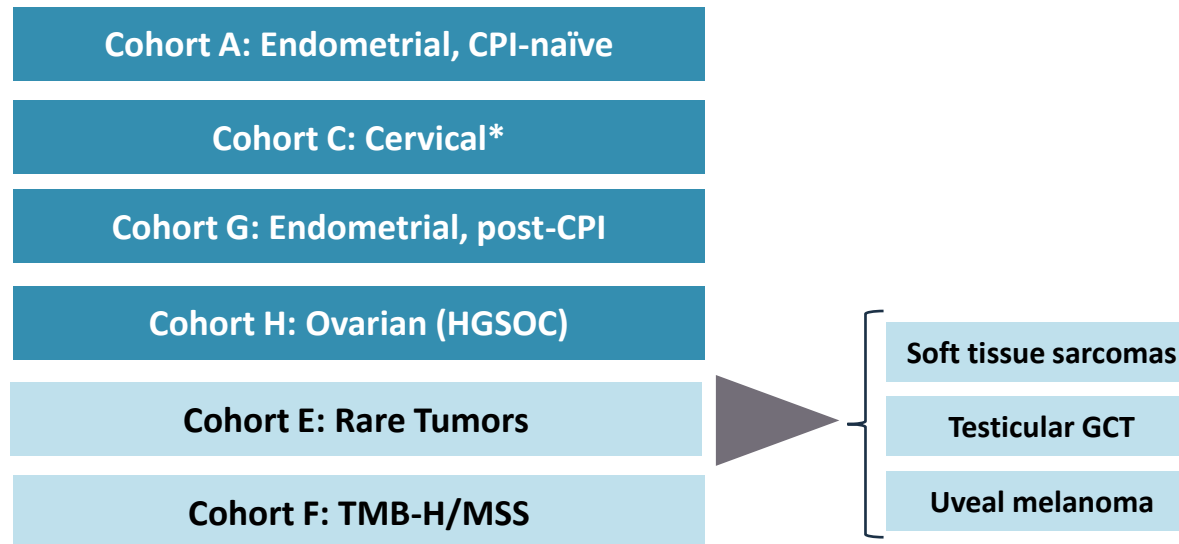 Cohort A: Endometrial, CPI-naïve
Cohort C: Cervical*
Cohort G: Endometrial, post-CPI
Cohort H: Ovarian (HGSOC)
Cohort E: Rare Tumors
Cohort F: TMB-H/MSS
Soft tissue sarcomas
Testicular GCT
Uveal melanoma